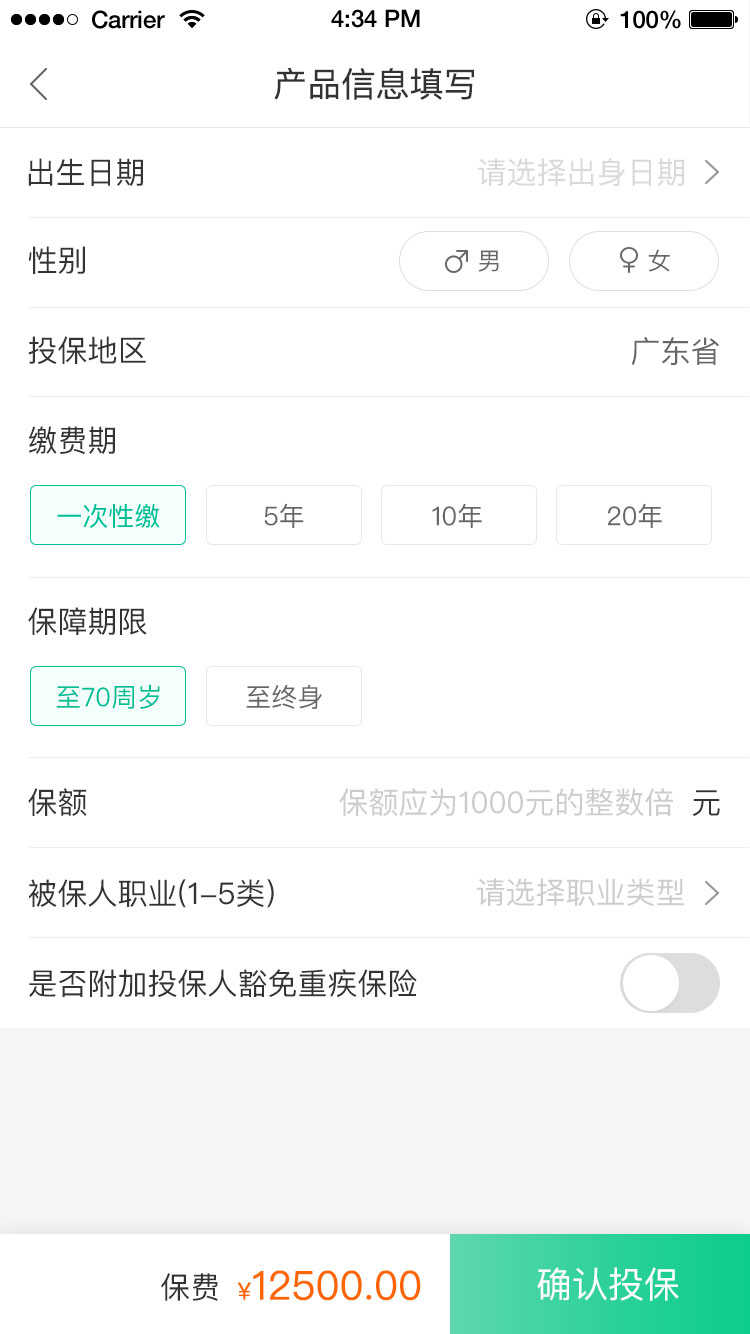 Carrier 4:34 PM 100%
产品信息填写
出生日期 请选择出身日期
性别 男 女
投保地区 广东省
缴费期
一次性缴 5年 10年 20年
保障期限
至70周岁 至终身
保额 保额应为1000元的整数倍 元
被保人职业(1–5类) 请选择职业类型
是否附加投保人豁免重疾保险
保费 ¥12500.00 确认投保